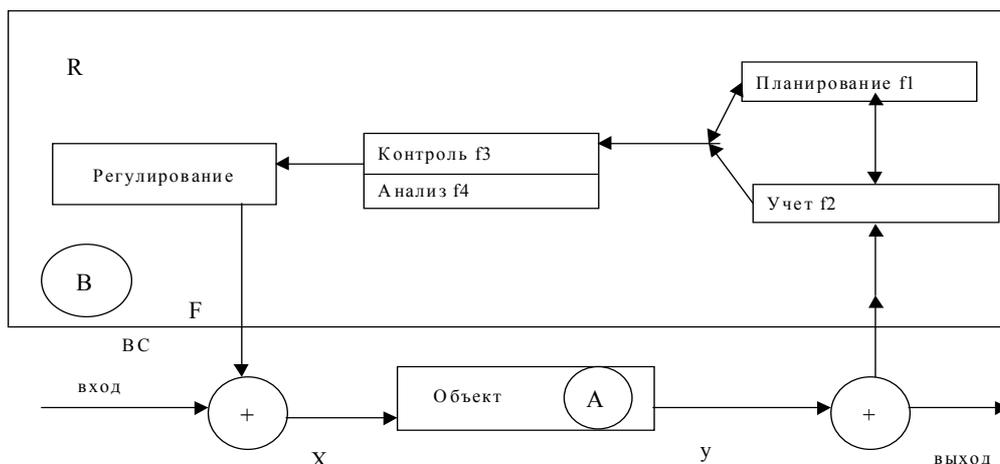 R
Планирование f1
Контроль f3
Регулирование
Анализ f4
Учет f2
В
F
ВС
вход
+
Объект
А
+
X
y
выход